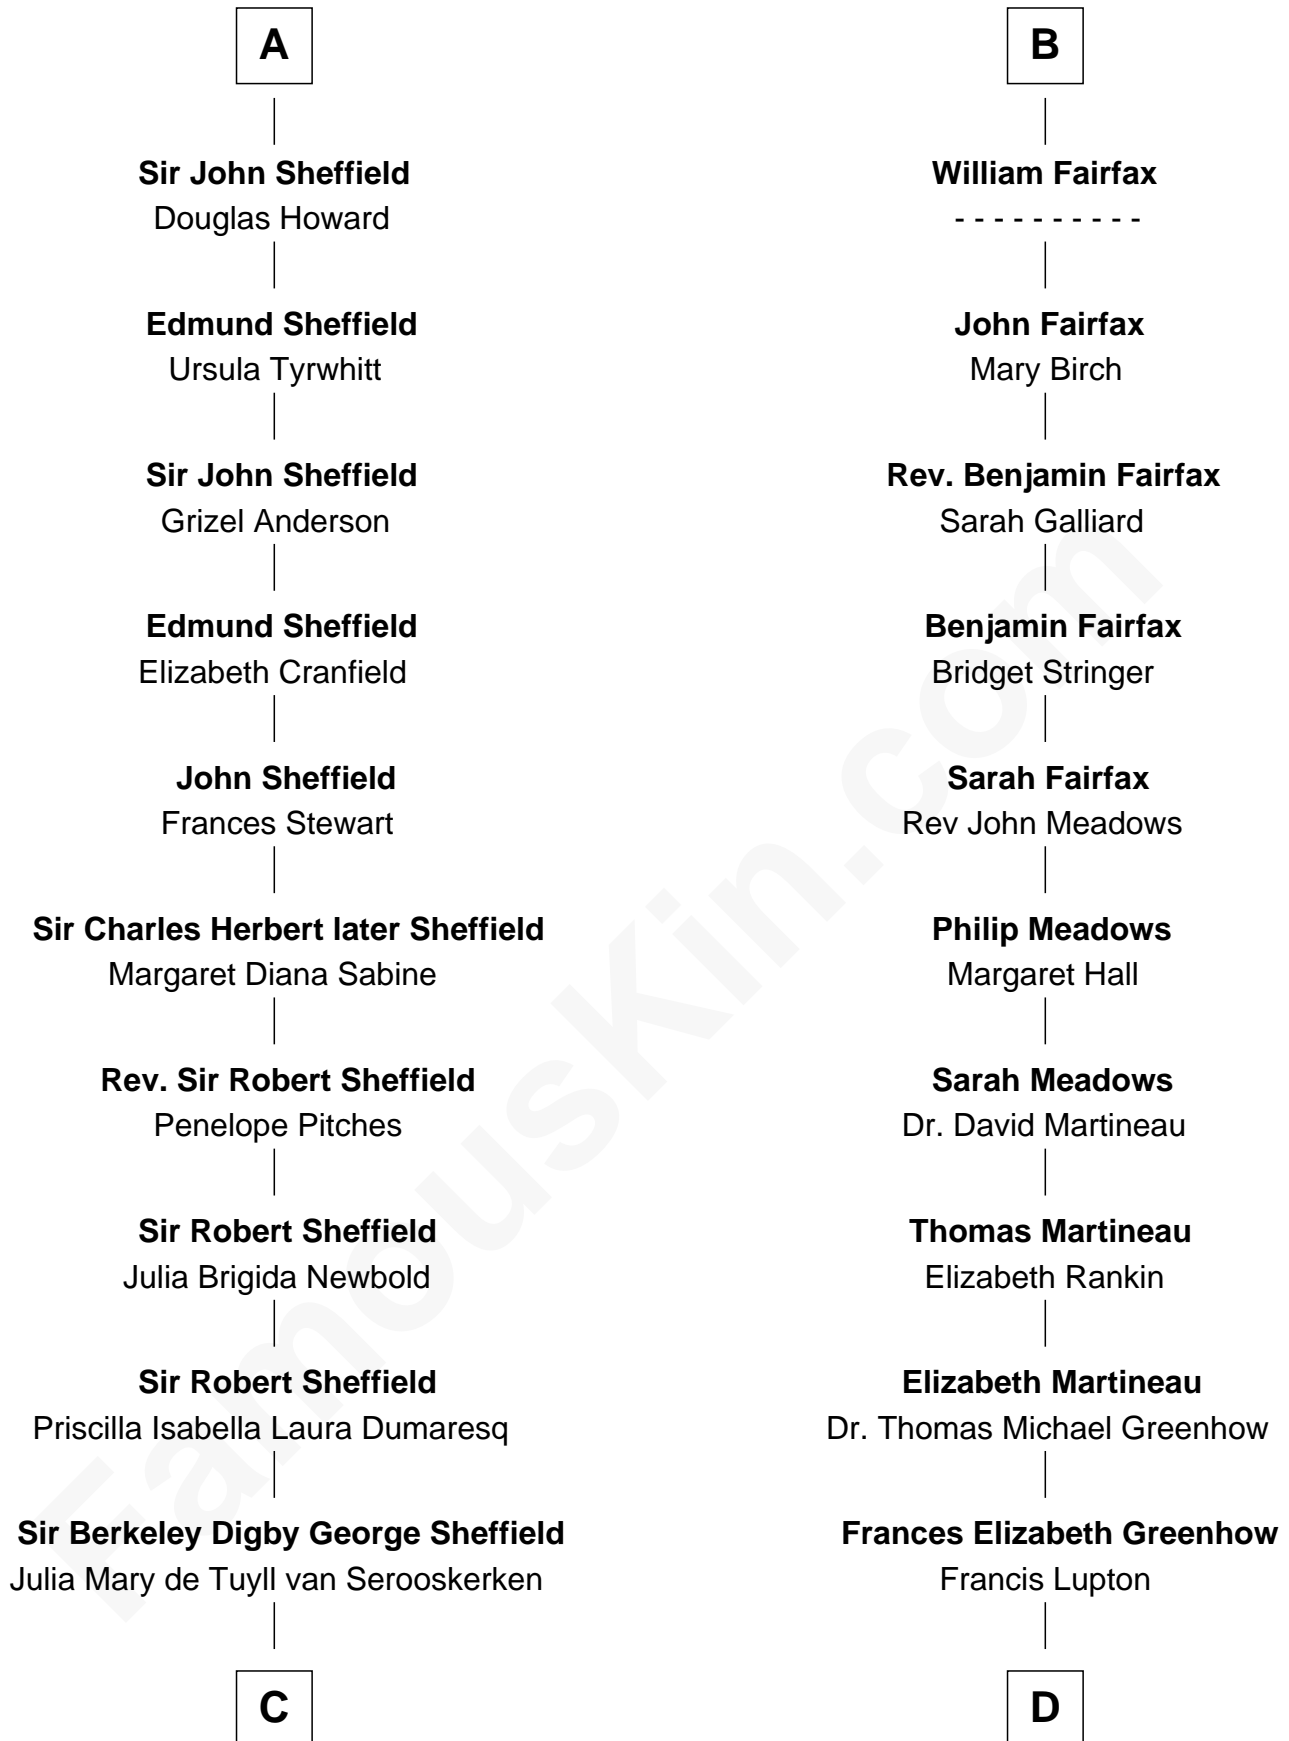 A
Sir John Sheffield
Douglas Howard
Edmund Sheffield
Ursula Tyrwhitt
Sir John Sheffield
Grizel Anderson
Edmund Sheffield
Elizabeth Cranfield
John Sheffield
Frances Stewart
Sir Charles Herbert later Sheffield
Margaret Diana Sabine
Rev. Sir Robert Sheffield
Penelope Pitches
Sir Robert Sheffield
Julia Brigida Newbold
Sir Robert Sheffield
Priscilla Isabella Laura Dumaresq
Sir Berkeley Digby George Sheffield
Julia Mary de Tuyll van Serooskerken
C
B
William Fairfax
- - - - - - - - - -
John Fairfax
Mary Birch
Rev. Benjamin Fairfax
Sarah Galliard
Benjamin Fairfax
Bridget Stringer
Sarah Fairfax
Rev John Meadows
Philip Meadows
Margaret Hall
Sarah Meadows
Dr. David Martineau
Thomas Martineau
Elizabeth Rankin
Elizabeth Martineau
Dr. Thomas Michael Greenhow
Frances Elizabeth Greenhow
Francis Lupton
D
FamousKin.com